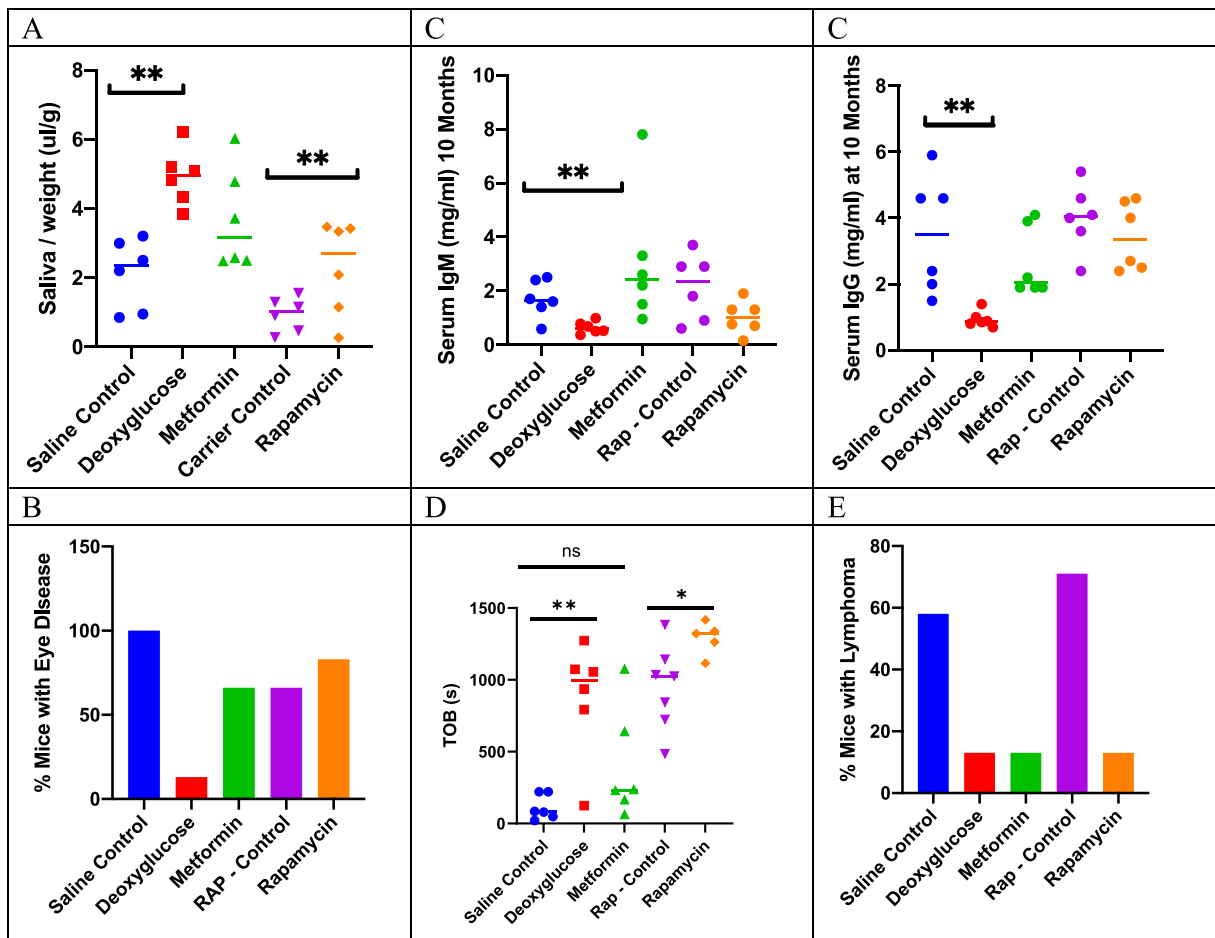 A
C
C
Saliva / weight (ul/g)
8
6
4
2
0
**
**
Saline Control
Deoxyglucose
Metformin
Carrier Control
Rapamycin
Serum IgM (mg/ml) 10 Months
10
8
6
4
2
0
**
Saline Control
Deoxyglucose
Metformin
Rap - Control
Rapamycin
Serum IgG (mg/ml) at 10 Months
8
6
4
2
0
**
Saline Control
Deoxyglucose
Metformin
Rap - Control
Rapamycin
B
D
E
% Mice with Eye DIsease
150
100
50
0
Saline Control
Deoxyglucose
Metformin
RAP - Control
Rapamycin
TOB (s)
1500
1000
500
0
ns
**
*
Saline Control
Deoxyglucose
Metformin
Rap - Control
Rapamycin
% Mice with Lymphoma
80
60
40
20
0
Saline Control
Deoxyglucose
Metformin
Rap - Control
Rapamycin